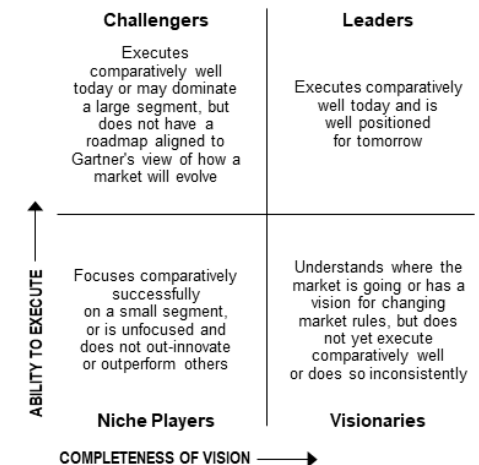 Challengers
Executes
comparatively well
today or may dominate
a large segment, but
does not have a
roadmap aligned to
Gartner's view of how a
market will evolve
Leaders
Executes comparatively
well today and is
well positioned
for tomorrow
Focuses comparatively
successfully
on a small segment,
or is unfocused and
does not out-innovate
or outperform others
Niche Players
Understands where the
market is going or has a
vision for changing
market rules, but does
not yet execute
comparatively well
or does so inconsistently
Visionaries
ABILITY TO EXECUTE
COMPLETENESS OF VISION